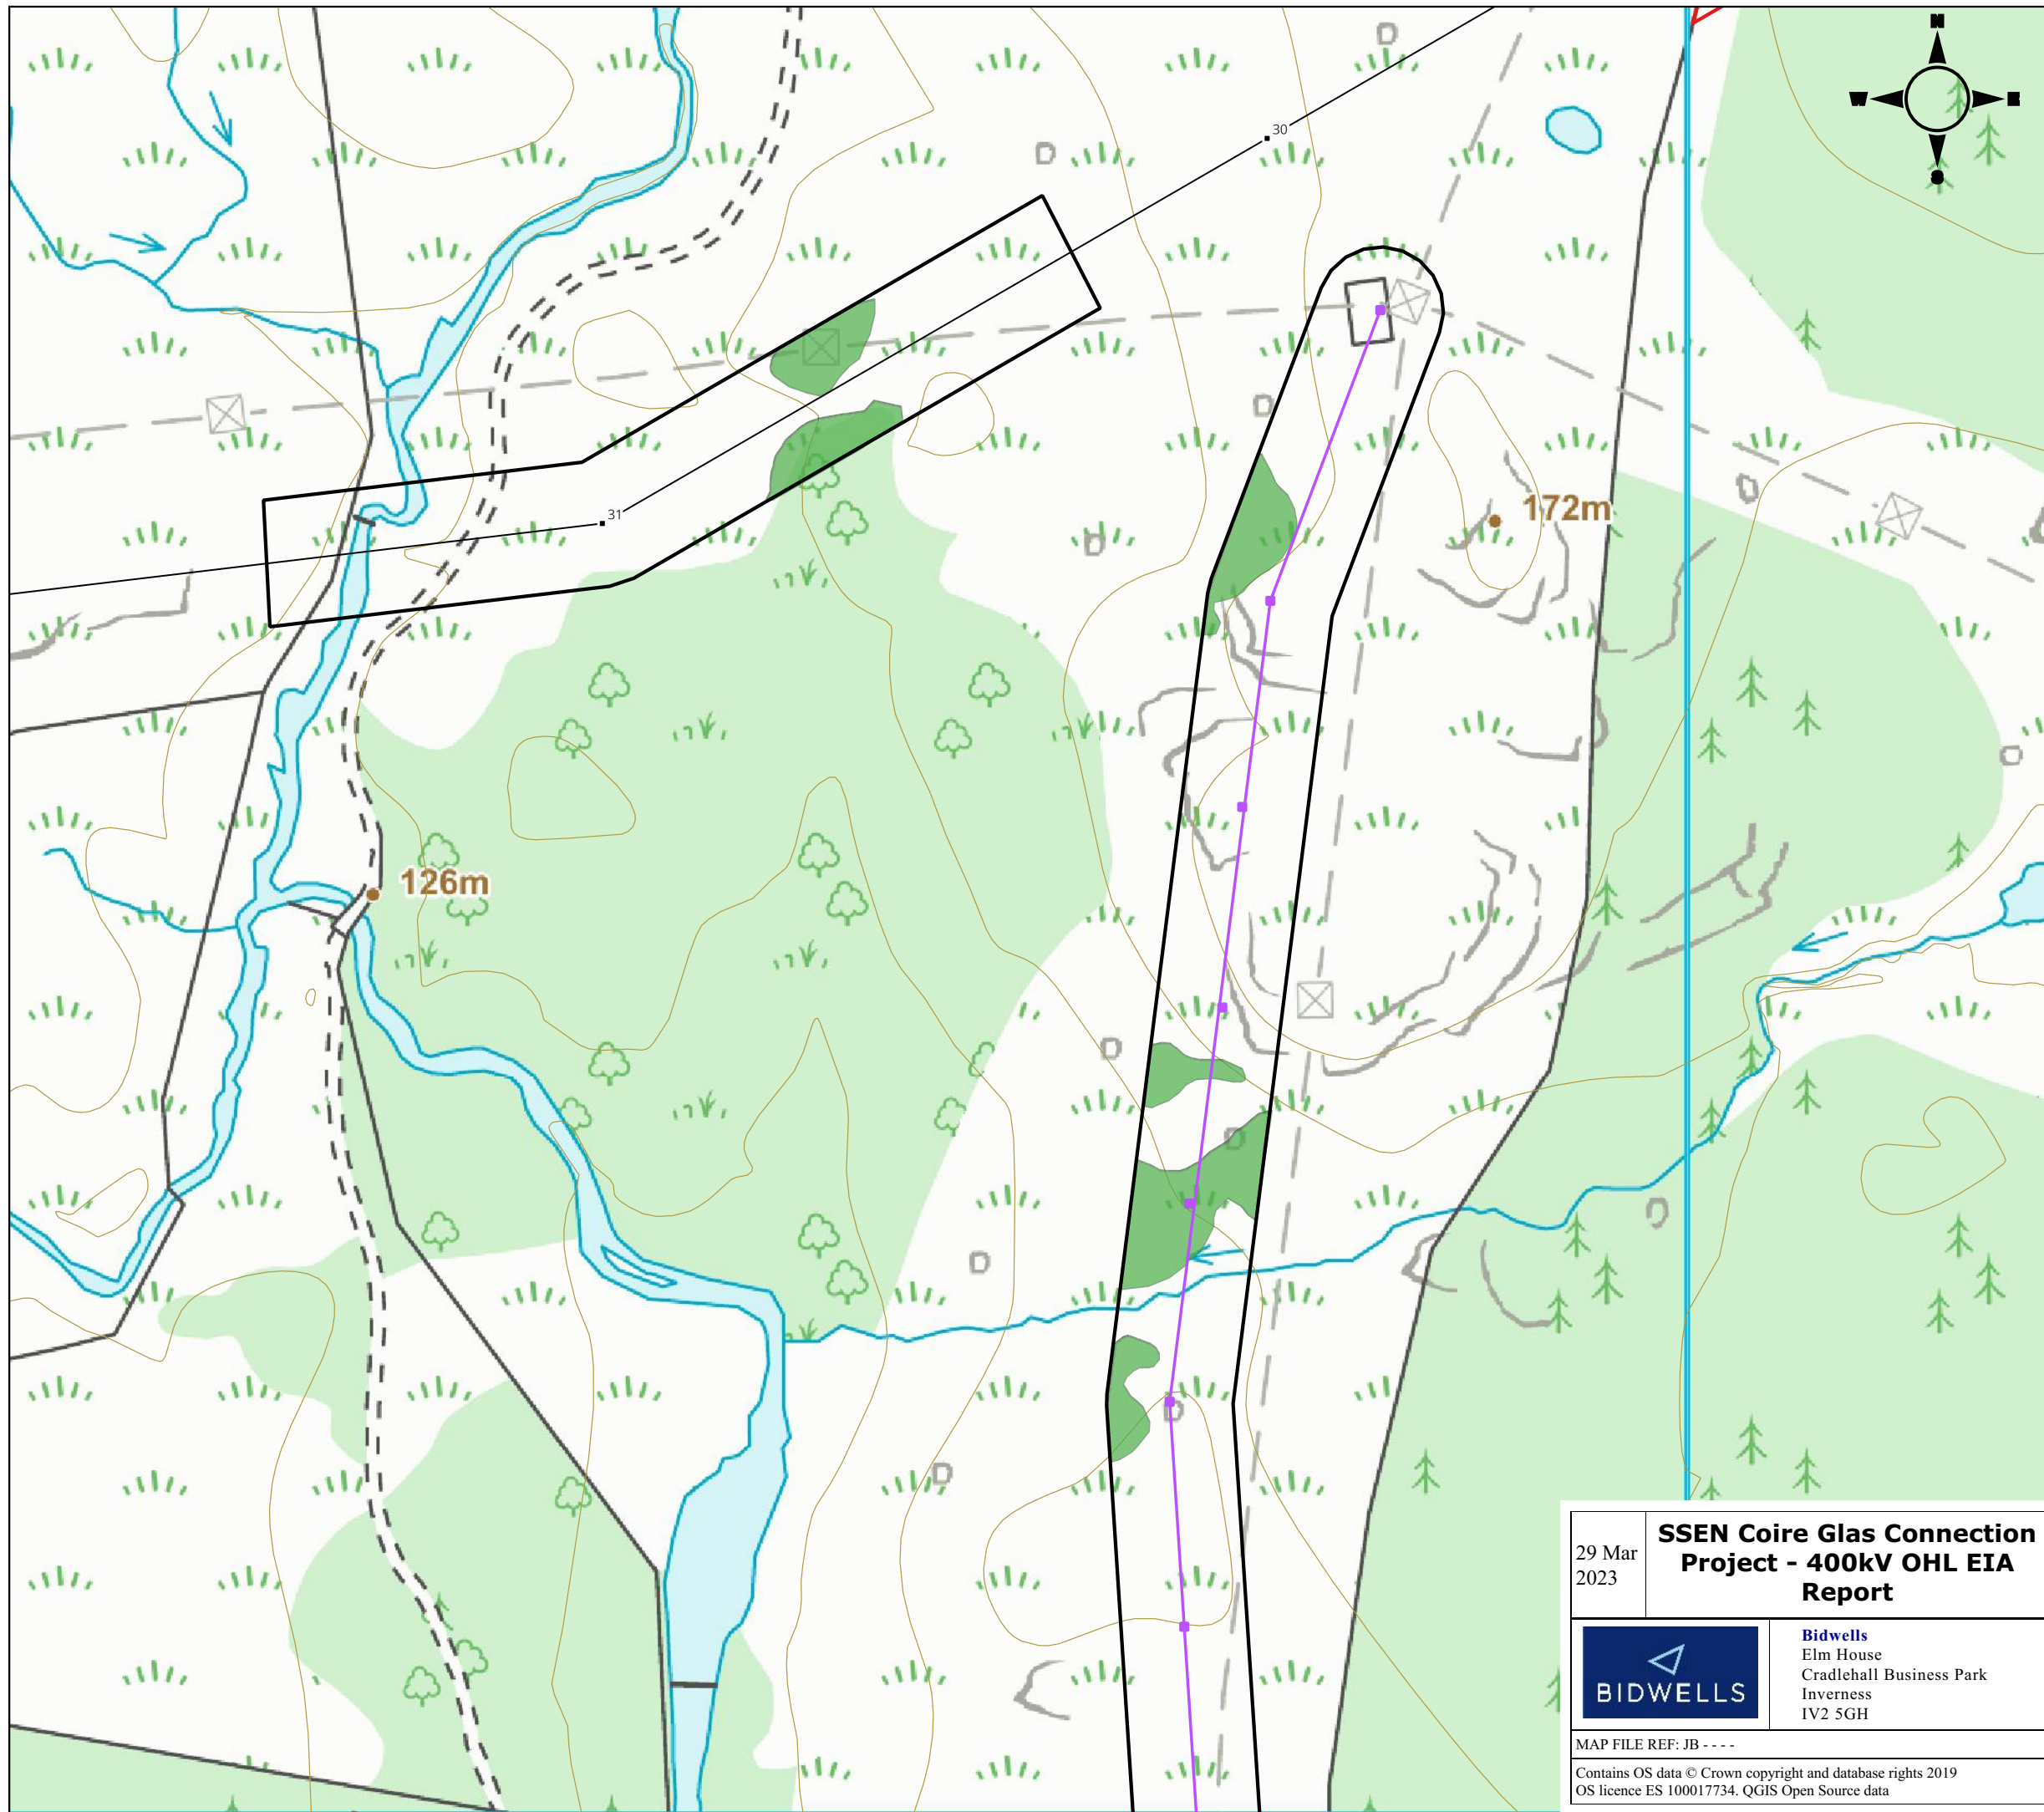 N
W
E
S
30
31
172m
126m
29 Mar
2023
SSEN Coire Glas Connection
Project - 400kV OHL EIA
Report
BIDWELLS
Bidwells
Elm House
Cradlehall Business Park
Inverness
IV2 5GH
MAP FILE REF: JB - - - -
Contains OS data © Crown copyright and database rights 2019
OS licence ES 100017734. QGIS Open Source data